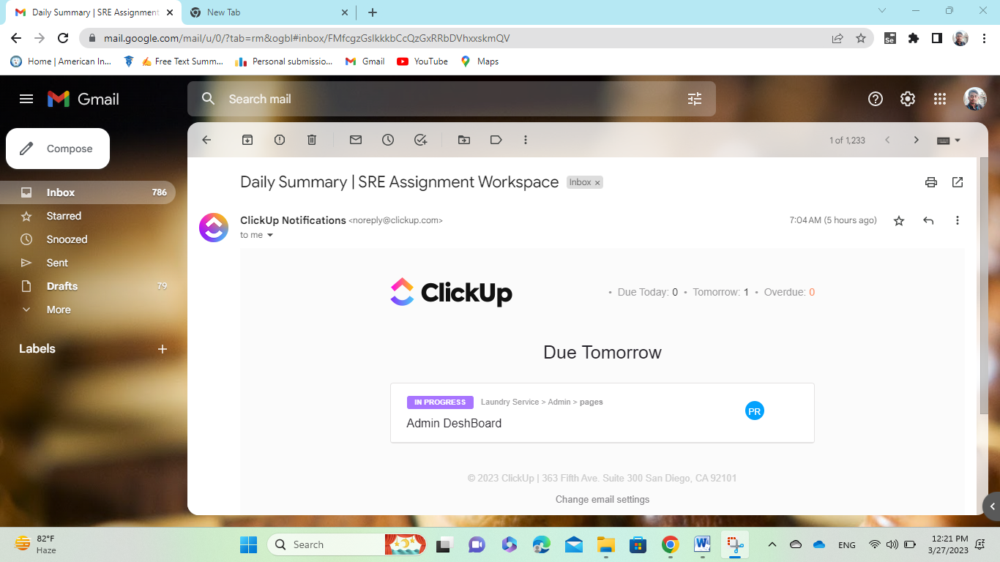 Daily Summary | SRE Assignment
New Tab
mail.google.com/mail/u/0/?tab=rm&ogbl#inbox/FMfcgzGslkkkbCcQzGxRRbDVhxxskmQV
Se
Home | American In...
Free Text Summ...
Personal submissio...
Gmail
YouTube
Maps
Gmail
Search mail
Compose
1 of 1,233
Inbox 786
Starred
Snoozed
Sent
Drafts 79
More
Labels
Daily Summary | SRE Assignment Workspace
Inbox ×
ClickUp Notifications <noreply@clickup.com>
7:04 AM (5 hours ago)
to me
ClickUp
• Due Today: 0 • Tomorrow: 1 • Overdue: 0
Due Tomorrow
IN PROGRESS Laundry Service > Admin > pages
PR
Admin DeshBoard
© 2023 ClickUp | 363 Fifth Ave. Suite 300 San Diego, CA 92101
Change email settings
82°F
Haze
Search
W
ENG
12:21 PM
3/27/2023